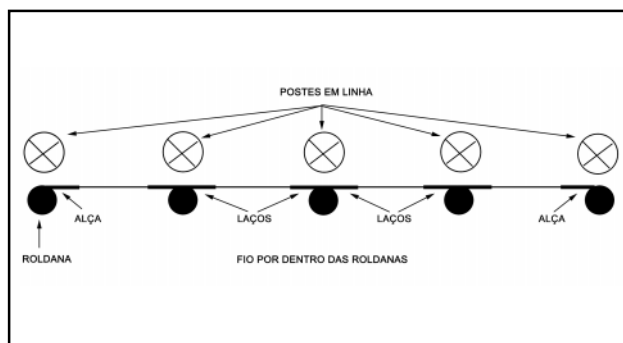 POSTES EM LINHA
ALÇA
LAÇOS
LAÇOS
ALÇA
ROLDANA
FIO POR DENTRO DAS ROLDANAS